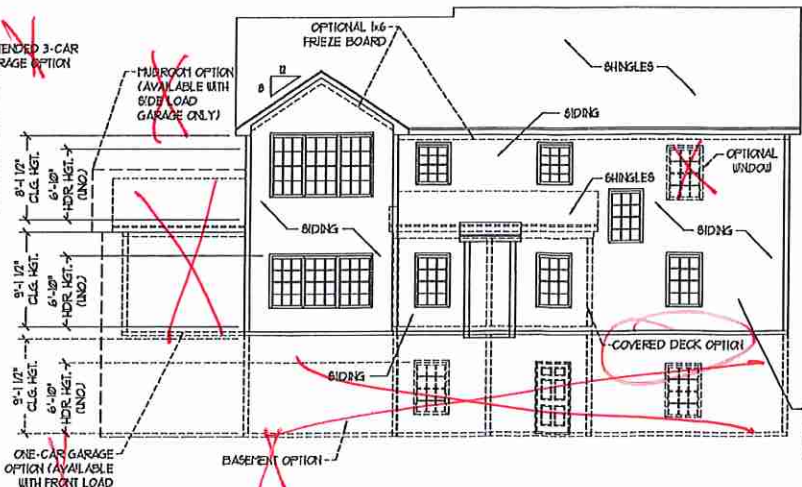 OPTIONAL 1x6
FRIEZE BOARD
TENDED 3-CAR
RAGE OPTION
MUDROOM OPTION
(AVAILABLE WITH
SIDE LOAD
GARAGE ONLY)
12
8
SHINGLES
SIDING
OPTIONAL
WINDOW
SHINGLES
SIDING
SIDING
8'-1 1/2"
CLG. HGT.
6'-10"
HDR. HGT.
(UNO)
9'-1 1/2"
CLG. HGT.
6'-10"
HDR. HGT.
(UNO)
COVERED DECK OPTION
SIDING
9'-1 1/2"
CLG. HGT.
6'-10"
HDR. HGT.
(UNO)
ONE-CAR GARAGE
OPTION (AVAILABLE
WITH FRONT LOAD
BASEMENT OPTION